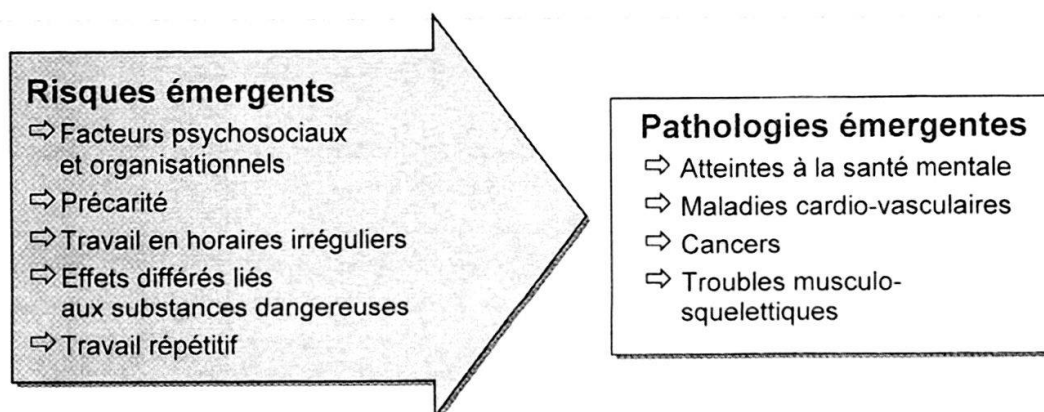 Risques émergents
⇨ Facteurs psychosociaux
et organisationnels
⇨ Précarité
⇨ Travail en horaires irréguliers
⇨ Effets différés liés
aux substances dangereuses
⇨ Travail répétitif
Pathologies émergentes
⇨ Atteintes à la santé mentale
⇨ Maladies cardio-vasculaires
⇨ Cancers
⇨ Troubles musculo-
squelettiques